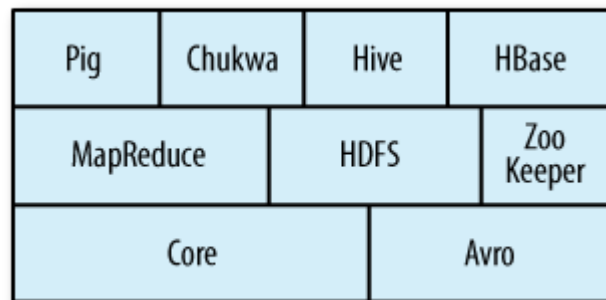 Pig
Chukwa
Hive
HBase
MapReduce
HDFS
Zoo
Keeper
Core
Avro